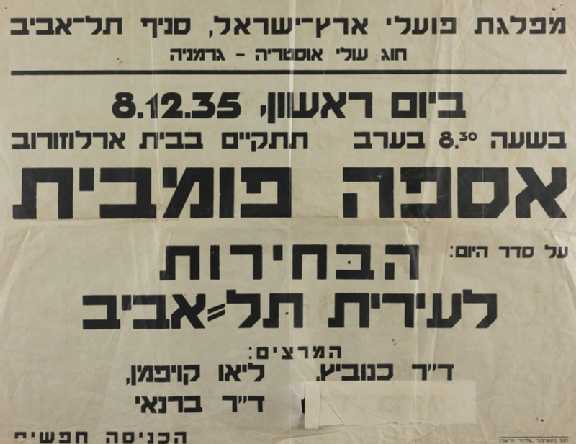 מפלגת פועלי ארץ־ישראל, סניף תל־אביב
חוג עולי אוסטריה - גרמניה
ביום ראשון, 8.12.35
בשעה 8.30 בערב תתקיים בבית ארלוזורוב
אספה פומבית
על סדר היום: הבחירות
לעירית תל־אביב
המרצים:
ד״ר כנוביץ, ליאו קויפמן,
ד״ר ברנאי
הכניסה חפשית